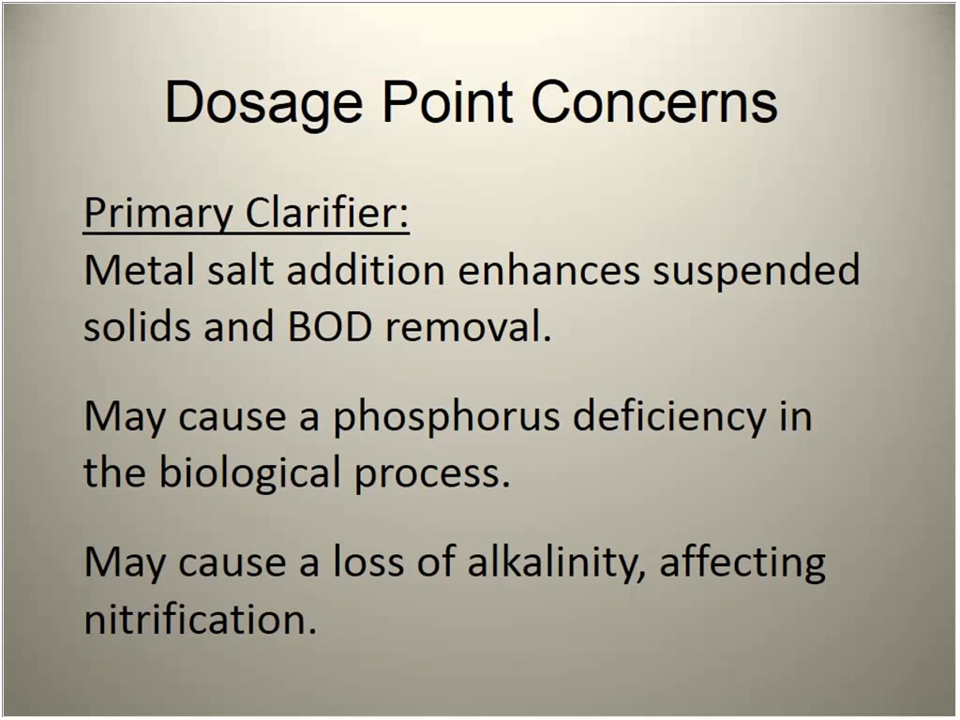 Dosage Point Concerns
Primary Clarifier:
Metal salt addition enhances suspended
solids and BOD removal.
May cause a phosphorus deficiency in
the biological process.
May cause a loss of alkalinity, affecting
nitrification.